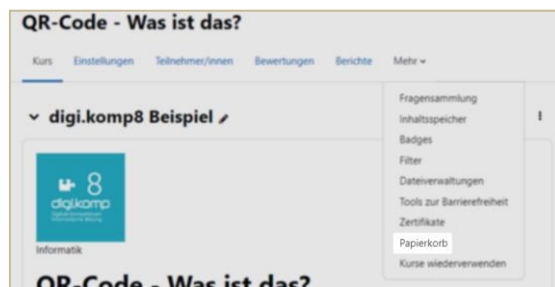 QR-Code - Was ist das?
Kurs Einstellungen Teilnehmer/innen Bewertungen Berichte Mehr
Fragensammlung
Inhaltsspeicher
Badges
Filter
Dateiverwaltungen
Tools zur Barrierefreiheit
Zertifikate
Papierkorb
Kurse wiederverwenden
digi.komp8 Beispiel
8
digi.komp
Informatik
QR-Code - Was ist das?